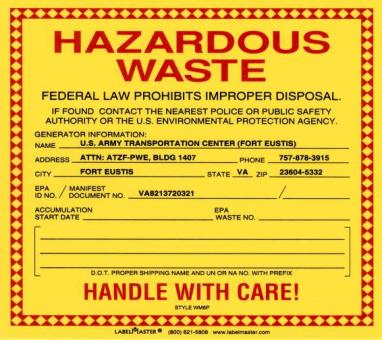 HAZARDOUS
WASTE
FEDERAL LAW PROHIBITS IMPROPER DISPOSAL.
IF FOUND CONTACT THE NEAREST POLICE OR PUBLIC SAFETY
AUTHORITY OR THE U.S. ENVIRONMENTAL PROTECTION AGENCY.
GENERATOR INFORMATION:
NAME U.S. ARMY TRANSPORTATION CENTER (FORT EUSTIS)
ADDRESS ATTN: ATZF-PWE, BLDG 1407 PHONE 757-878-3915
CITY FORT EUSTIS STATE VA ZIP 23604-5332
EPA / MANIFEST
ID NO. / DOCUMENT NO. VA8213720321 /
ACCUMULATION EPA
START DATE WASTE NO.
D.O.T. PROPER SHIPPING NAME AND UN OR NA NO. WITH PREFIX
HANDLE WITH CARE!
STYLE WM6P
LABELMASTER ® (800) 621-5808 www.labelmaster.com